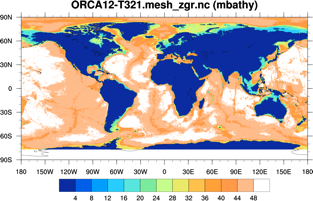 ORCA12-T321.mesh_zgr.nc (mbathy)
90N
60N
30N
0
30S
60S
90S
180 150W 120W 90W 60W 30W 0 30E 60E 90E 120E 150E 180
4 8 12 16 20 24 28 32 36 40 44 48